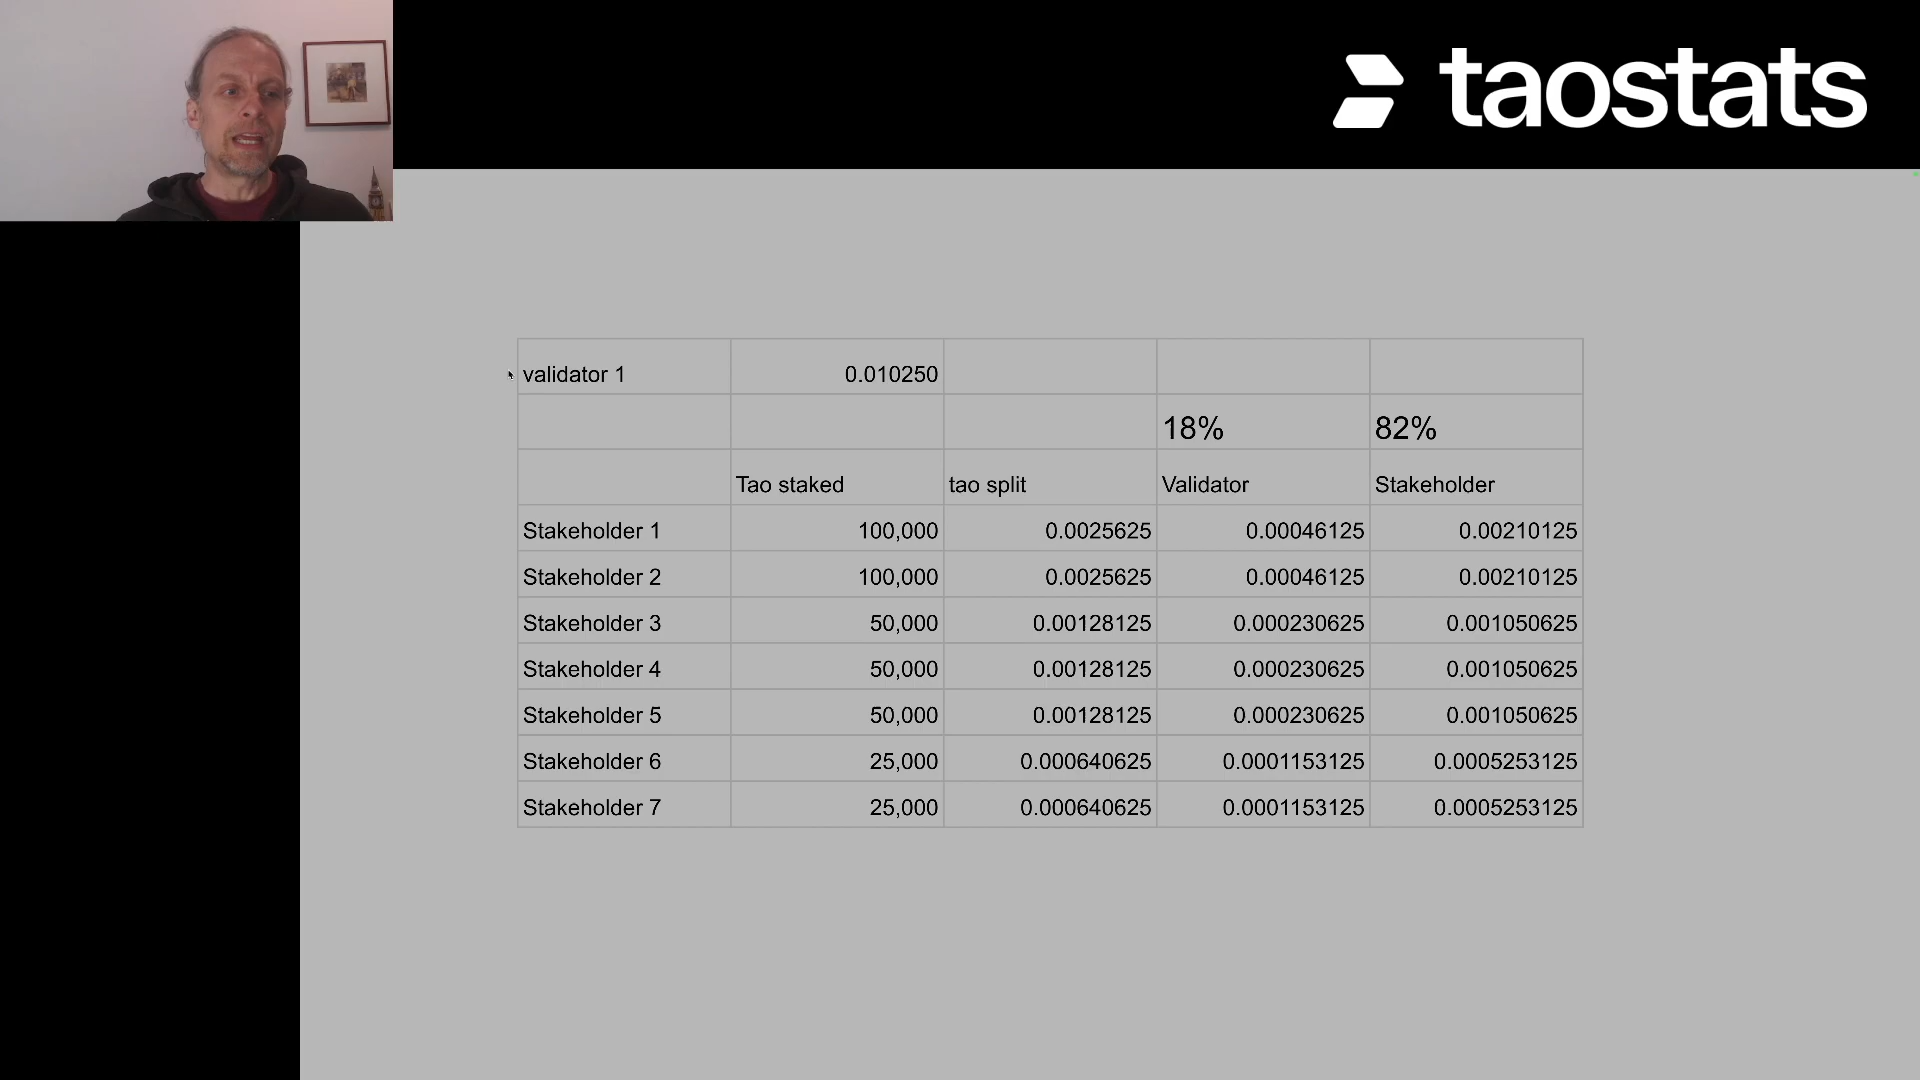 taostats
validator 1 0.010250
18% 82%
Tao staked tao split Validator Stakeholder
Stakeholder 1 100,000 0.0025625 0.00046125 0.00210125
Stakeholder 2 100,000 0.0025625 0.00046125 0.00210125
Stakeholder 3 50,000 0.00128125 0.000230625 0.001050625
Stakeholder 4 50,000 0.00128125 0.000230625 0.001050625
Stakeholder 5 50,000 0.00128125 0.000230625 0.001050625
Stakeholder 6 25,000 0.000640625 0.0001153125 0.0005253125
Stakeholder 7 25,000 0.000640625 0.0001153125 0.0005253125